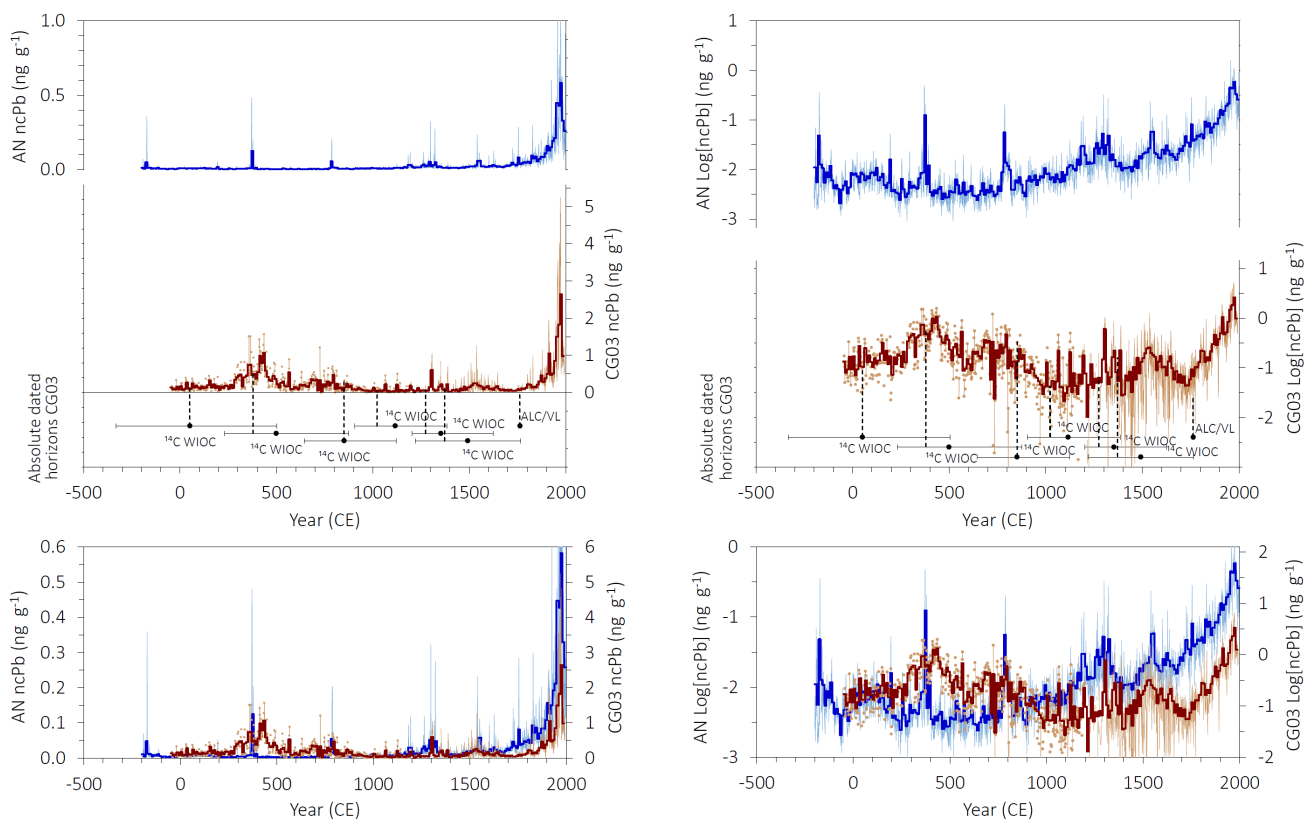 AN ncPb (ng g⁻¹)
1.0
0.5
0.0
CG03 ncPb (ng g⁻¹)
5
4
3
2
1
0
Absolute dated
horizons CG03
¹⁴C WIOC
¹⁴C WIOC
¹⁴C WIOC
¹⁴C WIOC
¹⁴C WIOC
¹⁴C WIOC
ALC/VL
-500 0 500 1000 1500 2000
Year (CE)
AN Log[ncPb] (ng g⁻¹)
1
0
-1
-2
-3
CG03 Log[ncPb] (ng g⁻¹)
1
0
-1
-2
Absolute dated
horizons CG03
¹⁴C WIOC
¹⁴C WIOC
¹⁴C WIOC
¹⁴C WIOC
¹⁴C WIOC
¹⁴C WIOC
ALC/VL
-500 0 500 1000 1500 2000
Year (CE)
AN ncPb (ng g⁻¹)
0.6
0.5
0.4
0.3
0.2
0.1
0.0
CG03 ncPb (ng g⁻¹)
6
5
4
3
2
1
0
-500 0 500 1000 1500 2000
Year (CE)
AN Log[ncPb] (ng g⁻¹)
0
-1
-2
-3
CG03 Log[ncPb] (ng g⁻¹)
2
1
0
-1
-2
-500 0 500 1000 1500 2000
Year (CE)